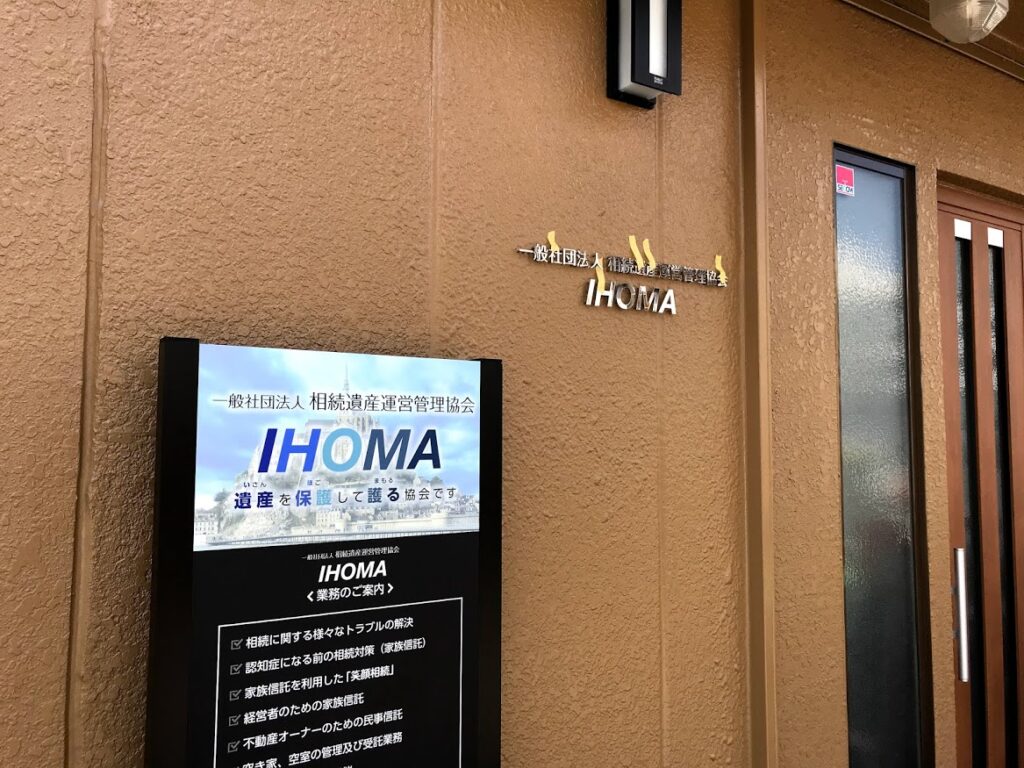 一般社団法人 相続遺産運営管理協会
IHOMA
SECOM
一般社団法人 相続遺産運営管理協会
IHOMA
いさん ほご まもる
遺産を保護して護る協会です
一般社団法人 相続遺産運営管理協会
IHOMA
<業務のご案内>
相続に関する様々なトラブルの解決
認知症になる前の相続対策（家族信託）
家族信託を利用した「笑顔相続」
経営者のための家族信託
不動産オーナーのための民事信託
空き家、空室の管理及び受託業務